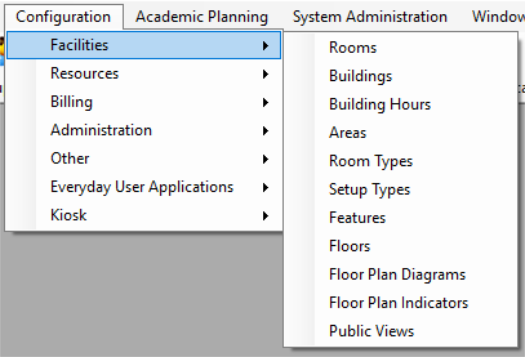 Configuration Academic Planning System Administration Window
Facilities
Resources
Billing
Administration
Other
Everyday User Applications
Kiosk
Rooms
Buildings
Building Hours
Areas
Room Types
Setup Types
Features
Floors
Floor Plan Diagrams
Floor Plan Indicators
Public Views